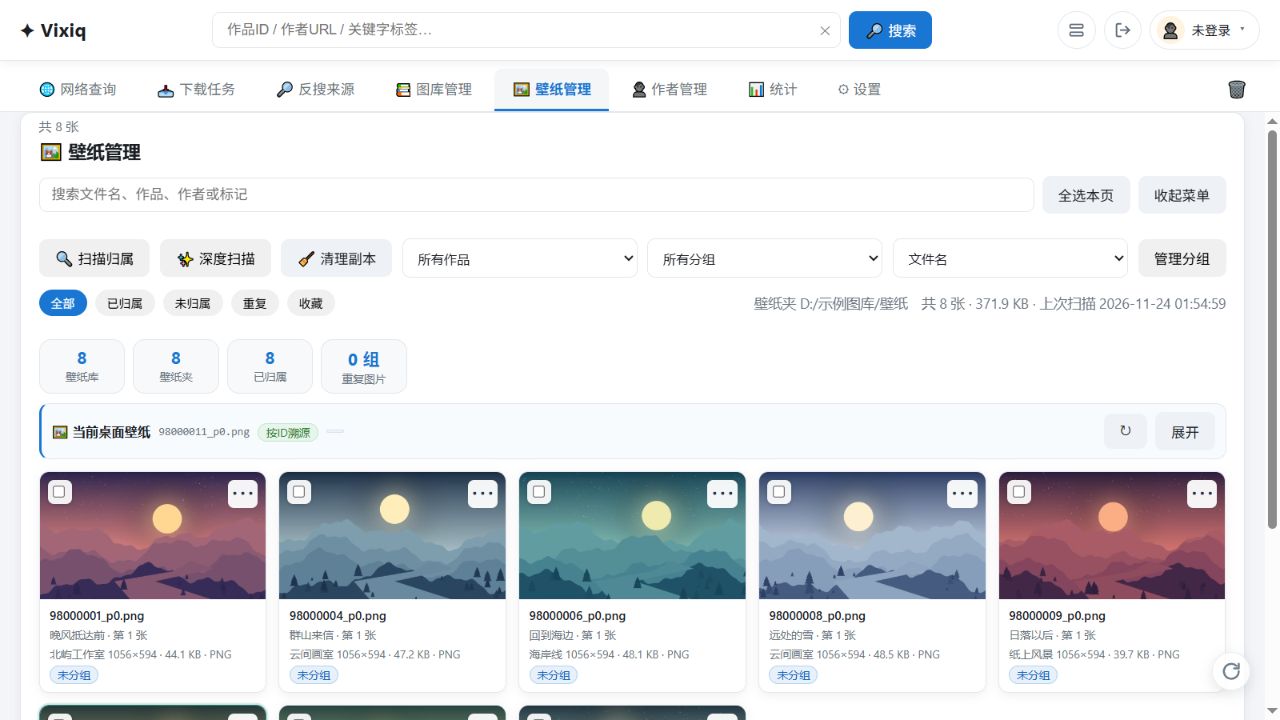 ✦ Vixiq
作品ID / 作者URL / 关键字标签…
🔎 搜索
未登录
🌐 网络查询
📥 下载任务
🔎 反搜来源
📚 图库管理
🖼️ 壁纸管理
作者管理
📊 统计
⚙ 设置
共 8 张
🖼️ 壁纸管理
搜索文件名、作品、作者或标记
全选本页
收起菜单
🔍 扫描归属
✨ 深度扫描
🧹 清理副本
所有作品
所有分组
文件名
管理分组
全部
已归属
未归属
重复
收藏
壁纸夹 D:/示例图库/壁纸 共 8 张 · 371.9 KB · 上次扫描 2026-11-24 01:54:59
8
壁纸库
8
壁纸夹
8
已归属
0 组
重复图片
🖼️ 当前桌面壁纸 98000011_p0.png 按ID溯源
↻
展开
98000001_p0.png
晚风抵达前 · 第 1 张
北屿工作室 1056×594 · 44.1 KB · PNG
未分组
98000004_p0.png
群山来信 · 第 1 张
云间画室 1056×594 · 47.2 KB · PNG
未分组
98000006_p0.png
回到海边 · 第 1 张
海岸线 1056×594 · 48.1 KB · PNG
未分组
98000008_p0.png
远处的雪 · 第 1 张
云间画室 1056×594 · 48.5 KB · PNG
未分组
98000009_p0.png
日落以后 · 第 1 张
纸上风景 1056×594 · 39.7 KB · PNG
未分组